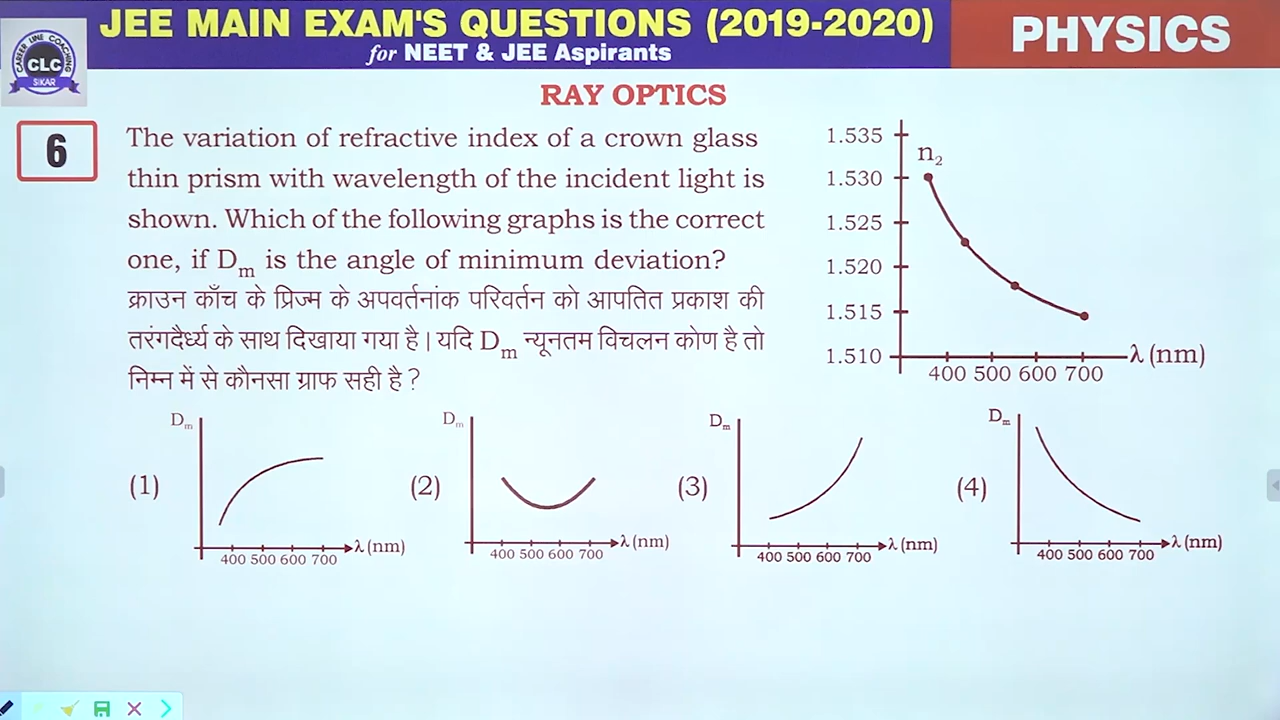 JEE MAIN EXAM'S QUESTIONS (2019-2020)
for NEET & JEE Aspirants
PHYSICS
CAREER LINE COACHING
CLC
SIKAR
RAY OPTICS
6
The variation of refractive index of a crown glass
thin prism with wavelength of the incident light is
shown. Which of the following graphs is the correct
one, if Dm is the angle of minimum deviation?
क्राउन काँच के प्रिज्म के अपवर्तनांक परिवर्तन को आपतित प्रकाश की
तरंगदैर्ध्य के साथ दिखाया गया है। यदि Dm न्यूनतम विचलन कोण है तो
निम्न में से कौनसा ग्राफ सही है ?
1.535
n2
1.530
1.525
1.520
1.515
1.510
λ (nm)
400 500 600 700
(1)
Dm
λ (nm)
400 500 600 700
(2)
Dm
λ (nm)
400 500 600 700
(3)
Dm
λ (nm)
400 500 600 700
(4)
Dm
λ (nm)
400 500 600 700